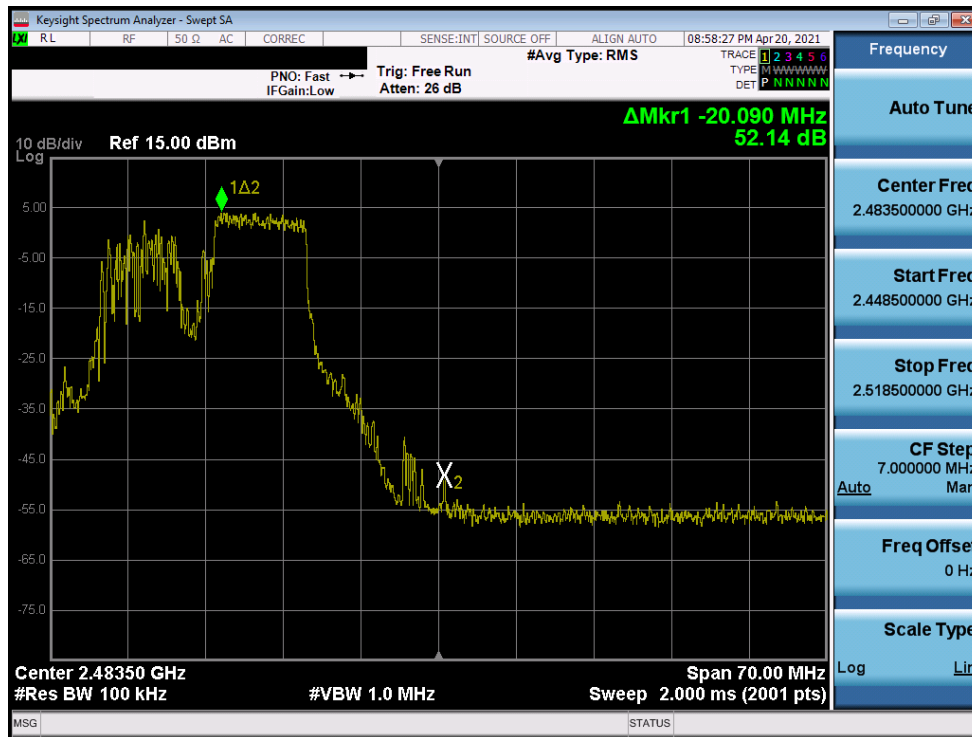 Keysight Spectrum Analyzer - Swept SA
LXI RL RF 50 Ω AC CORREC SENSE:INT SOURCE OFF ALIGN AUTO 08:58:27 PM Apr 20, 2021
#Avg Type: RMS
TRACE 1 2 3 4 5 6
PNO: Fast Trig: Free Run
TYPE M W W W W W
IFGain:Low Atten: 26 dB
DET P N N N N N
ΔMkr1 -20.090 MHz
52.14 dB
10 dB/div Ref 15.00 dBm
Log
1Δ2
5.00
-5.00
-15.0
-25.0
-35.0
-45.0
X2
-55.0
-65.0
-75.0
Center 2.48350 GHz Span 70.00 MHz
#Res BW 100 kHz #VBW 1.0 MHz Sweep 2.000 ms (2001 pts)
MSG STATUS
Frequency
Auto Tune
Center Freq
2.483500000 GHz
Start Freq
2.448500000 GHz
Stop Freq
2.518500000 GHz
CF Step
7.000000 MHz
Auto Man
Freq Offset
0 Hz
Scale Type
Log Lin